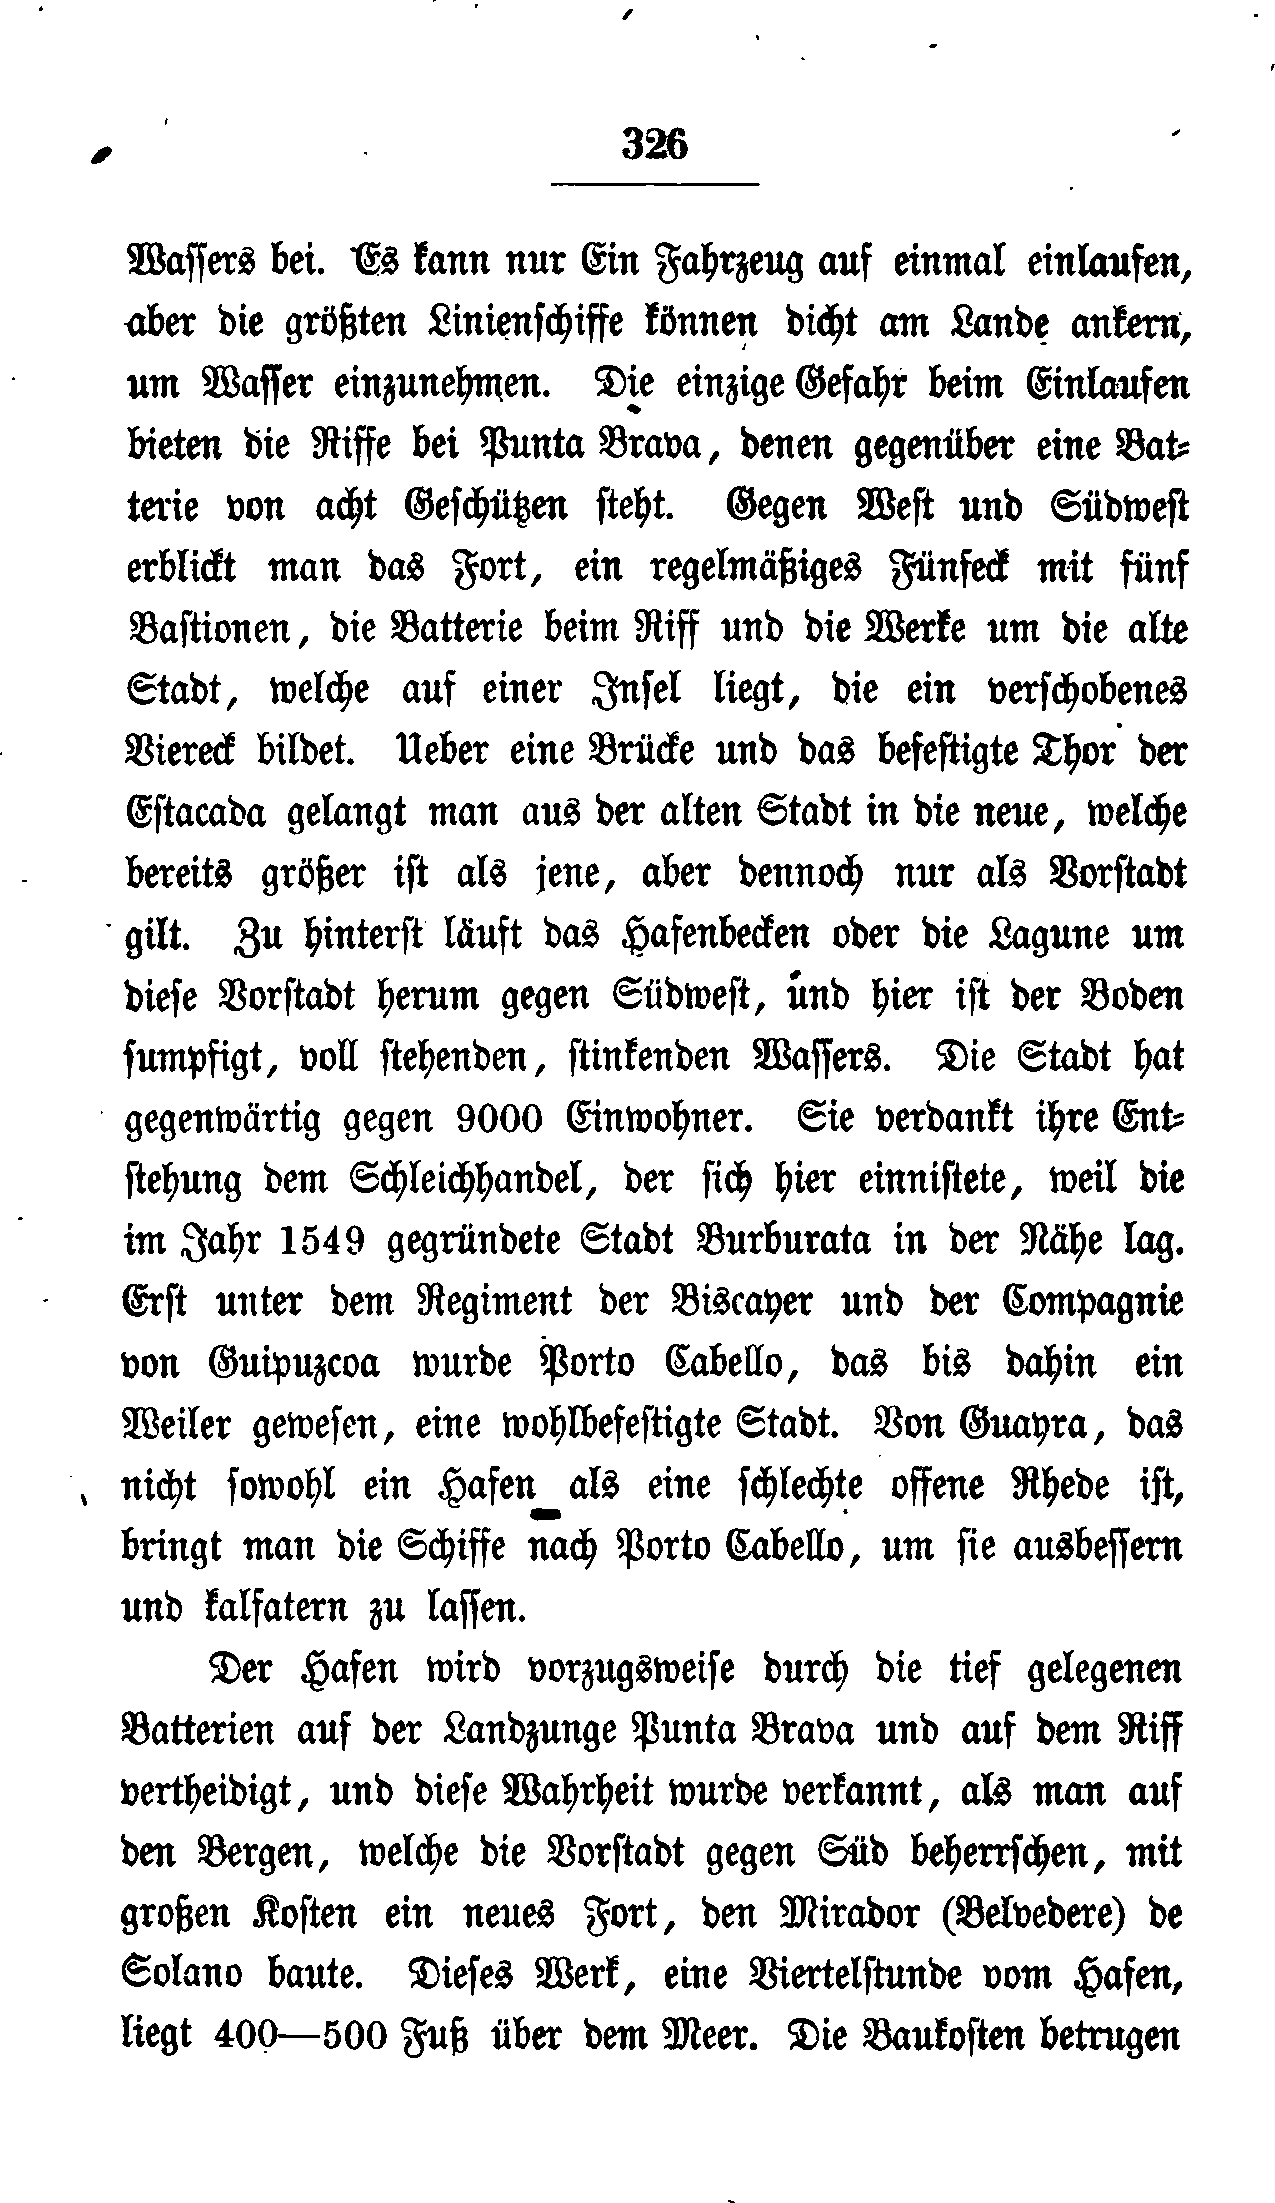 326
Wassers bei. Es kann nur Ein Fahrzeug auf einmal einlaufen,
aber die größten Linienschiffe können dicht am Lande ankern,
um Wasser einzunehmen. Die einzige Gefahr beim Einlaufen
bieten die Riffe bei Punta Brava, denen gegenüber eine Bat-
terie von acht Geschützen steht. Gegen West und Südwest
erblickt man das Fort, ein regelmäßiges Fünfeck mit fünf
Bastionen, die Batterie beim Riff und die Werke um die alte
Stadt, welche auf einer Insel liegt, die ein verschobenes
Viereck bildet. Ueber eine Brücke und das befestigte Thor der
Estacada gelangt man aus der alten Stadt in die neue, welche
bereits größer ist als jene, aber dennoch nur als Vorstadt
gilt. Zu hinterst läuft das Hafenbecken oder die Lagune um
diese Vorstadt herum gegen Südwest, und hier ist der Boden
sumpfigt, voll stehenden, stinkenden Wassers. Die Stadt hat
gegenwärtig gegen 9000 Einwohner. Sie verdankt ihre Ent-
stehung dem Schleichhandel, der sich hier einnistete, weil die
im Jahr 1549 gegründete Stadt Burburata in der Nähe lag.
Erst unter dem Regiment der Biscayer und der Compagnie
von Guipuzcoa wurde Porto Cabello, das bis dahin ein
Weiler gewesen, eine wohlbefestigte Stadt. Von Guayra, das
nicht sowohl ein Hafen als eine schlechte offene Rhede ist,
bringt man die Schiffe nach Porto Cabello, um sie ausbessern
und kalfatern zu lassen.
Der Hafen wird vorzugsweise durch die tief gelegenen
Batterien auf der Landzunge Punta Brava und auf dem Riff
vertheidigt, und diese Wahrheit wurde verkannt, als man auf
den Bergen, welche die Vorstadt gegen Süd beherrschen, mit
großen Kosten ein neues Fort, den Mirador (Belvedere) de
Solano baute. Dieses Werk, eine Viertelstunde vom Hafen,
liegt 400—500 Fuß über dem Meer. Die Baukosten betrugen